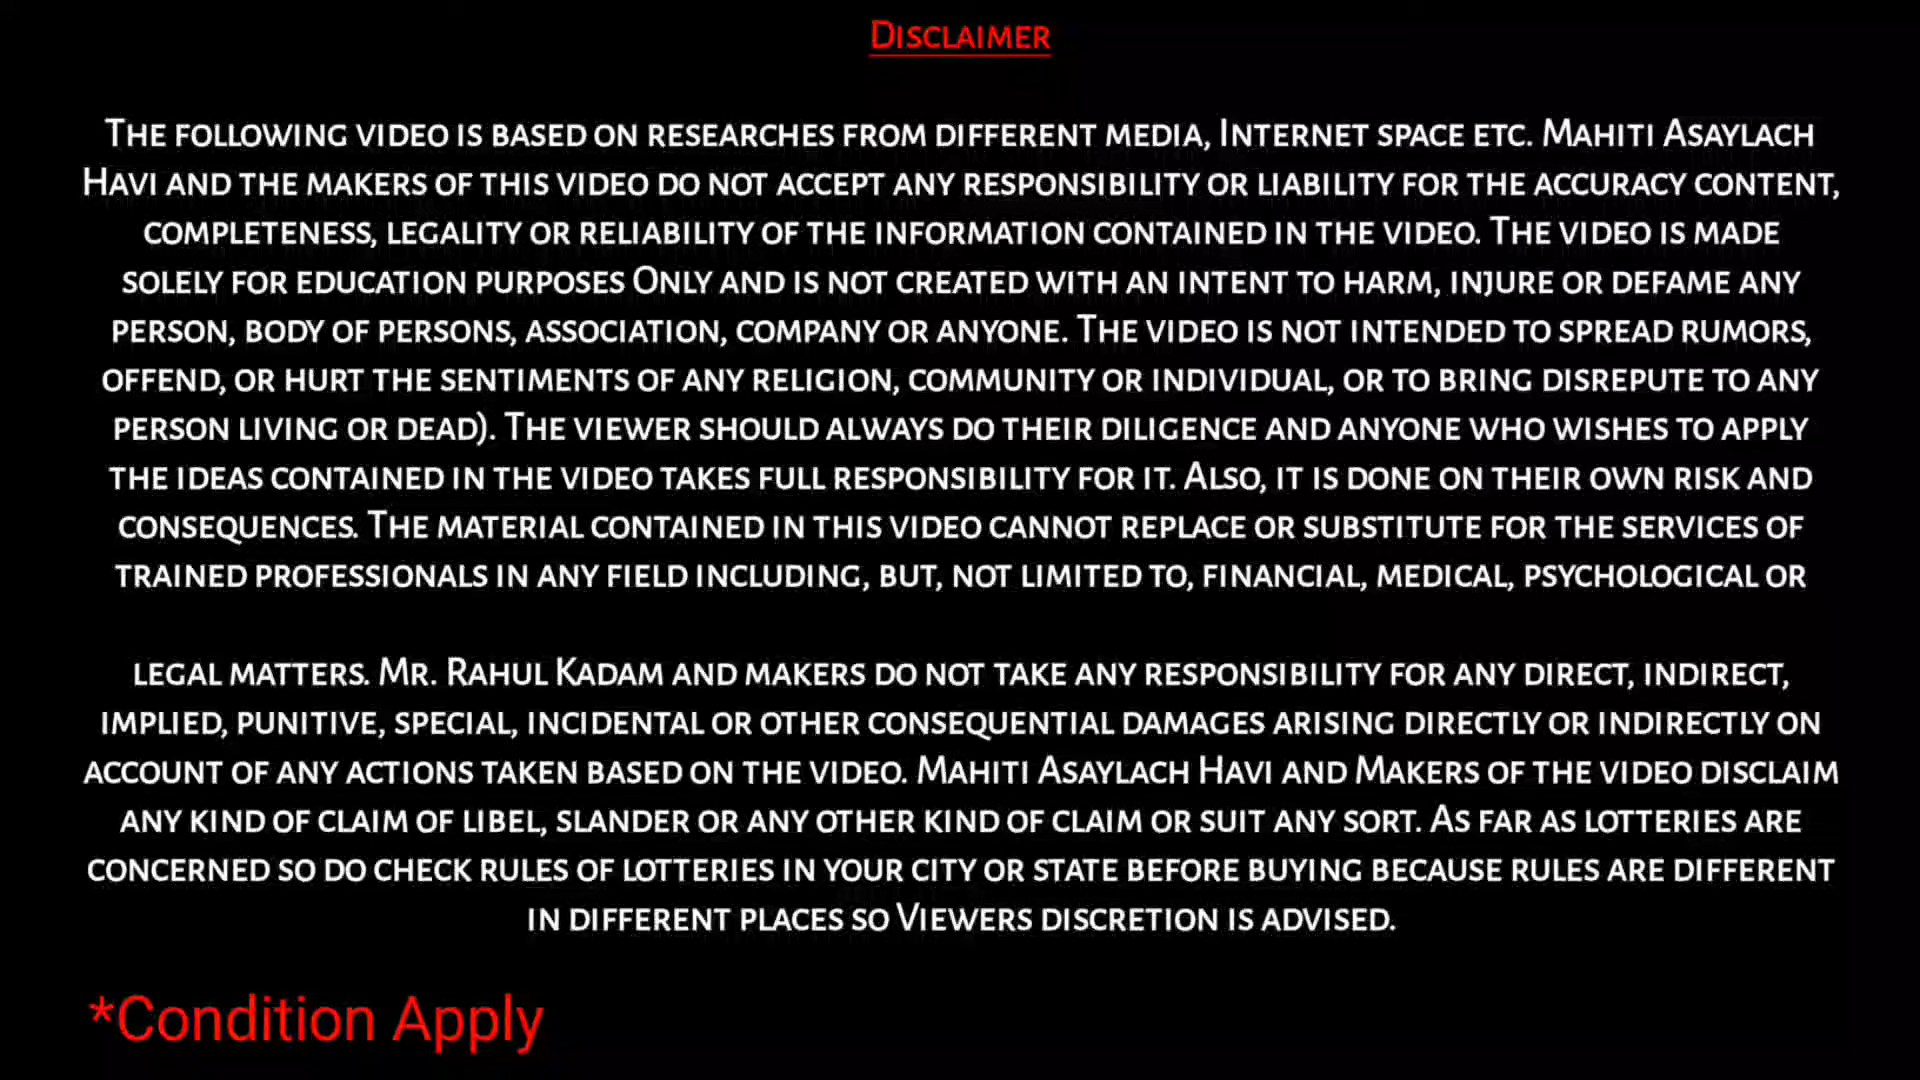 Disclaimer
The following video is based on researches from different media, Internet space etc. Mahiti Asaylach
Havi and the makers of this video do not accept any responsibility or liability for the accuracy content,
completeness, legality or reliability of the information contained in the video. The video is made
solely for education purposes Only and is not created with an intent to harm, injure or defame any
person, body of persons, association, company or anyone. The video is not intended to spread rumors,
offend, or hurt the sentiments of any religion, community or individual, or to bring disrepute to any
person living or dead). The viewer should always do their diligence and anyone who wishes to apply
the ideas contained in the video takes full responsibility for it. Also, it is done on their own risk and
consequences. The material contained in this video cannot replace or substitute for the services of
trained professionals in any field including, but, not limited to, financial, medical, psychological or
legal matters. Mr. Rahul Kadam and makers do not take any responsibility for any direct, indirect,
implied, punitive, special, incidental or other consequential damages arising directly or indirectly on
account of any actions taken based on the video. Mahiti Asaylach Havi and Makers of the video disclaim
any kind of claim of libel, slander or any other kind of claim or suit any sort. As far as lotteries are
concerned so do check rules of lotteries in your city or state before buying because rules are different
in different places so Viewers discretion is advised.
*Condition Apply